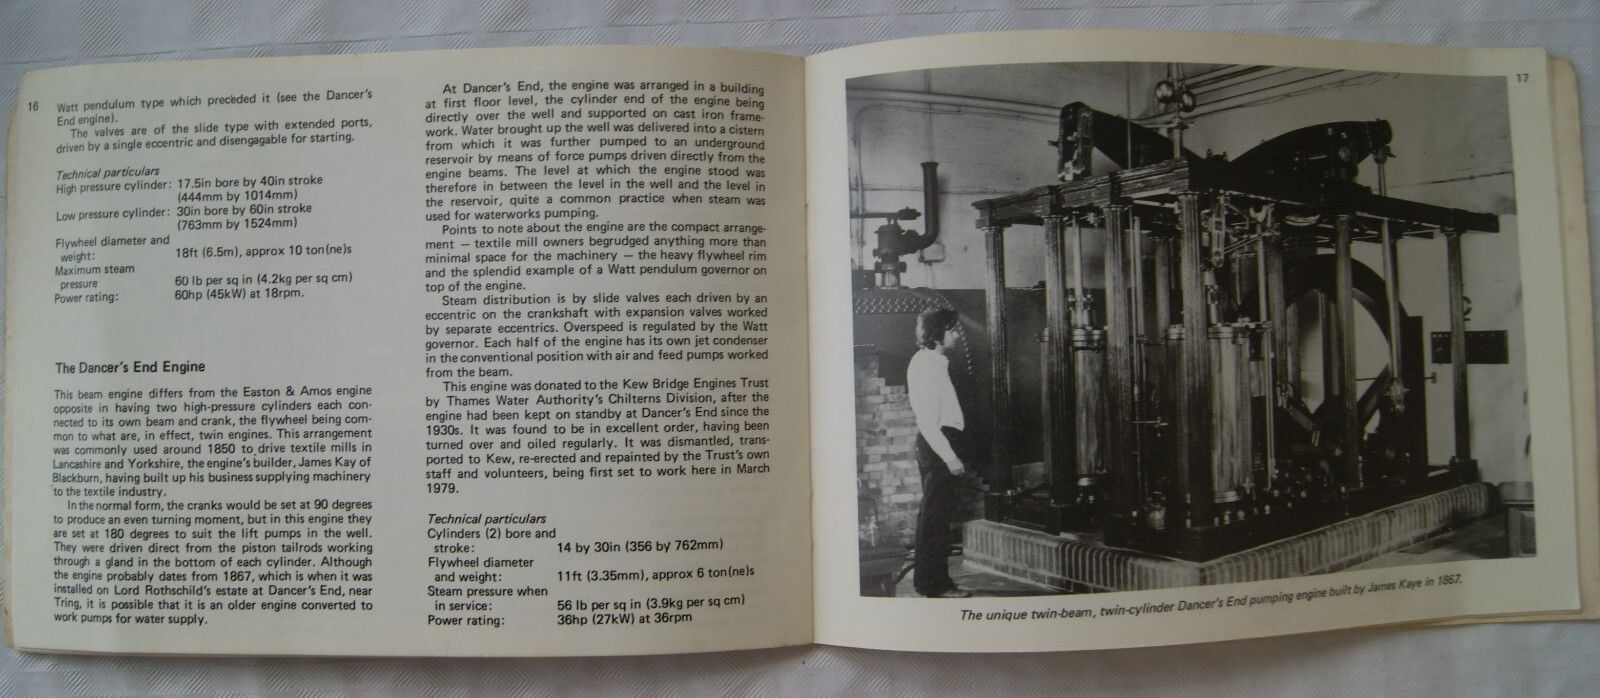 16
Watt pendulum type which preceded it (see the Dancer's
End engine).
The valves are of the slide type with extended ports,
driven by a single eccentric and disengagable for starting.
Technical particulars
High pressure cylinder: 17.5in bore by 40in stroke
(444mm by 1014mm)
Low pressure cylinder: 30in bore by 60in stroke
(763mm by 1524mm)
Flywheel diameter and
weight: 18ft (6.5m), approx 10 ton(ne)s
Maximum steam
pressure 60 lb per sq in (4.2kg per sq cm)
Power rating: 60hp (45kW) at 18rpm.
The Dancer's End Engine
This beam engine differs from the Easton & Amos engine
opposite in having two high-pressure cylinders each con-
nected to its own beam and crank, the flywheel being com-
mon to what are, in effect, twin engines. This arrangement
was commonly used around 1850 to drive textile mills in
Lancashire and Yorkshire, the engine's builder, James Kay of
Blackburn, having built up his business supplying machinery
to the textile industry.
In the normal form, the cranks would be set at 90 degrees
to produce an even turning moment, but in this engine they
are set at 180 degrees to suit the lift pumps in the well.
They were driven direct from the piston tailrods working
through a gland in the bottom of each cylinder. Although
the engine probably dates from 1867, which is when it was
installed on Lord Rothschild's estate at Dancer's End, near
Tring, it is possible that it is an older engine converted to
work pumps for water supply.
At Dancer's End, the engine was arranged in a building
at first floor level, the cylinder end of the engine being
directly over the well and supported on cast iron frame-
work. Water brought up the well was delivered into a cistern
from which it was further pumped to an underground
reservoir by means of force pumps driven directly from the
engine beams. The level at which the engine stood was
therefore in between the level in the well and the level in
the reservoir, quite a common practice when steam was
used for waterworks pumping.
Points to note about the engine are the compact arrange-
ment — textile mill owners begrudged anything more than
minimal space for the machinery — the heavy flywheel rim
and the splendid example of a Watt pendulum governor on
top of the engine.
Steam distribution is by slide valves each driven by an
eccentric on the crankshaft with expansion valves worked
by separate eccentrics. Overspeed is regulated by the Watt
governor. Each half of the engine has its own jet condenser
in the conventional position with air and feed pumps worked
from the beam.
This engine was donated to the Kew Bridge Engines Trust
by Thames Water Authority's Chilterns Division, after the
engine had been kept on standby at Dancer's End since the
1930s. It was found to be in excellent order, having been
turned over and oiled regularly. It was dismantled, trans-
ported to Kew, re-erected and repainted by the Trust's own
staff and volunteers, being first set to work here in March
1979.
Technical particulars
Cylinders (2) bore and
stroke: 14 by 30in (356 by 762mm)
Flywheel diameter
and weight: 11ft (3.35mm), approx 6 ton(ne)s
Steam pressure when
in service: 56 lb per sq in (3.9kg per sq cm)
Power rating: 36hp (27kW) at 36rpm
17
The unique twin-beam, twin-cylinder Dancer's End pumping engine built by James Kaye in 1867.